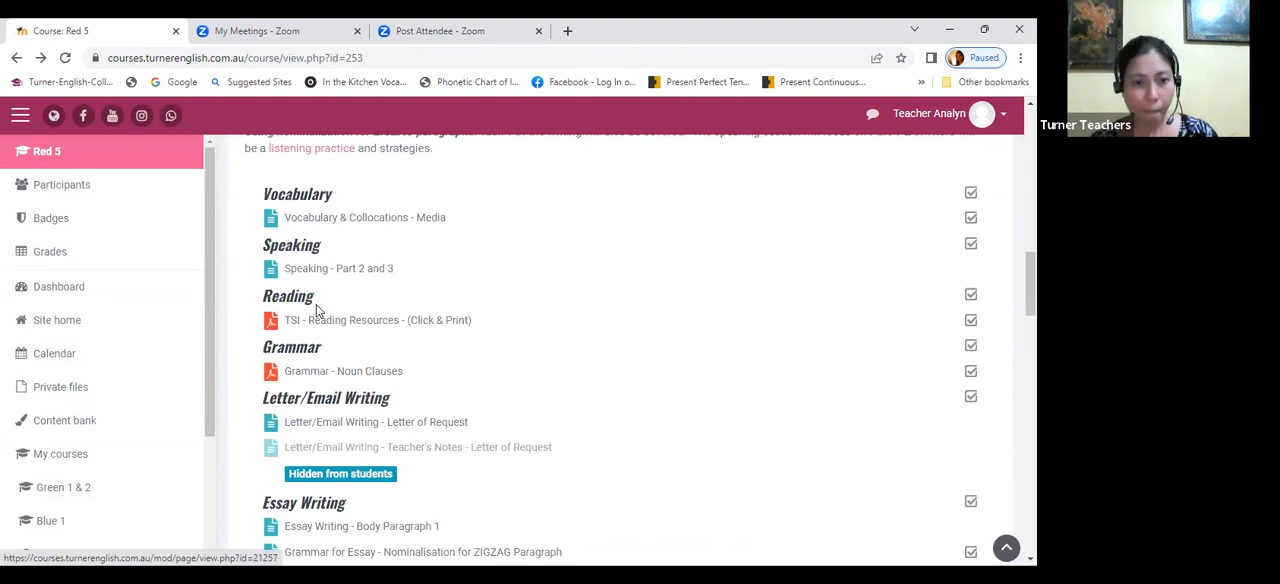 Course: Red 5
My Meetings - Zoom
Post Attendee - Zoom
courses.turnerenglish.com.au/course/view.php?id=253
Paused
Turner-English-Coll...
Google
Suggested Sites
In the Kitchen Voca...
Phonetic Chart of I...
Facebook - Log In o...
Present Perfect Ten...
Present Continuous...
»
Other bookmarks
Teacher Analyn
Turner Teachers
Red 5
Participants
Badges
Grades
Dashboard
Site home
Calendar
Private files
Content bank
My courses
Green 1 & 2
Blue 1
be a listening practice and strategies.
Vocabulary
Vocabulary & Collocations - Media
Speaking
Speaking - Part 2 and 3
Reading
TSI - Reading Resources - (Click & Print)
Grammar
Grammar - Noun Clauses
Letter/Email Writing
Letter/Email Writing - Letter of Request
Letter/Email Writing - Teacher's Notes - Letter of Request
Hidden from students
Essay Writing
Essay Writing - Body Paragraph 1
Grammar for Essay - Nominalisation for ZIGZAG Paragraph
https://courses.turnerenglish.com.au/mod/page/view.php?id=21257